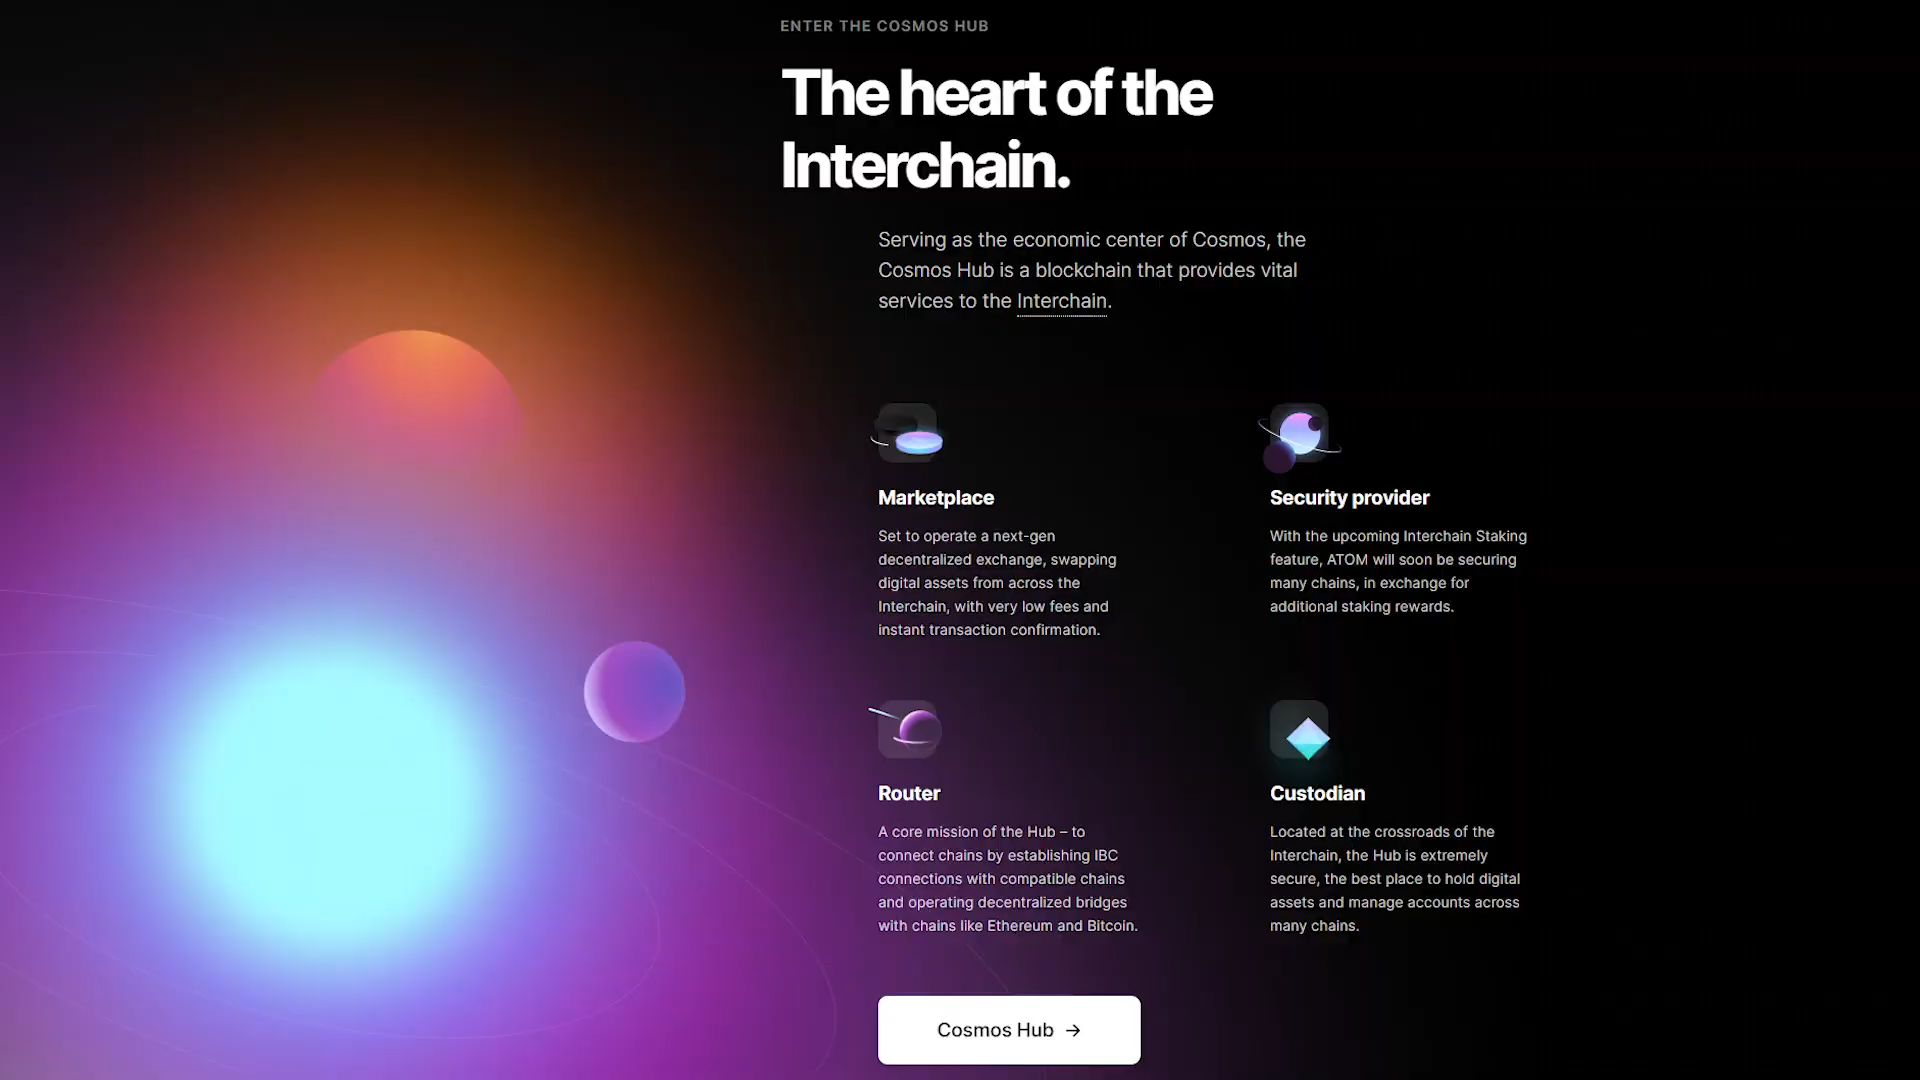 ENTER THE COSMOS HUB
The heart of the
Interchain.
Serving as the economic center of Cosmos, the
Cosmos Hub is a blockchain that provides vital
services to the Interchain.
Marketplace
Set to operate a next-gen
decentralized exchange, swapping
digital assets from across the
Interchain, with very low fees and
instant transaction confirmation.
Security provider
With the upcoming Interchain Staking
feature, ATOM will soon be securing
many chains, in exchange for
additional staking rewards.
Router
A core mission of the Hub – to
connect chains by establishing IBC
connections with compatible chains
and operating decentralized bridges
with chains like Ethereum and Bitcoin.
Custodian
Located at the crossroads of the
Interchain, the Hub is extremely
secure, the best place to hold digital
assets and manage accounts across
many chains.
Cosmos Hub →